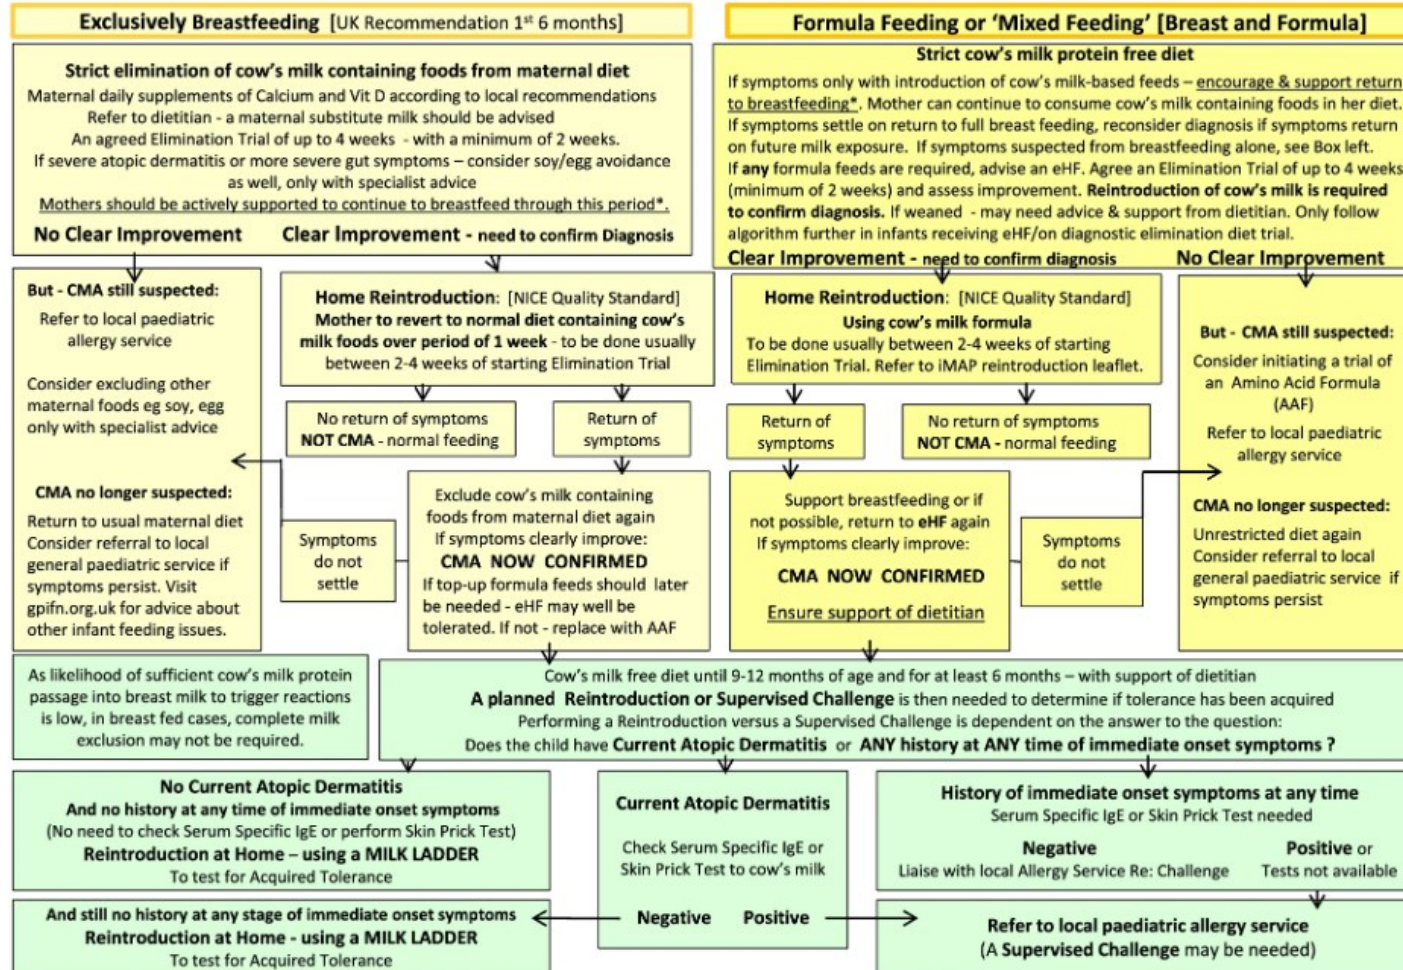 Exclusively Breastfeeding [UK Recommendation 1st 6 months]
Strict elimination of cow's milk containing foods from maternal diet
Maternal daily supplements of Calcium and Vit D according to local recommendations
Refer to dietitian - a maternal substitute milk should be advised
An agreed Elimination Trial of up to 4 weeks - with a minimum of 2 weeks.
If severe atopic dermatitis or more severe gut symptoms – consider soy/egg avoidance
as well, only with specialist advice
Mothers should be actively supported to continue to breastfeed through this period*.
No Clear Improvement
Clear Improvement - need to confirm Diagnosis
Formula Feeding or 'Mixed Feeding' [Breast and Formula]
Strict cow's milk protein free diet
If symptoms only with introduction of cow's milk-based feeds – encourage & support return
to breastfeeding*. Mother can continue to consume cow's milk containing foods in her diet.
If symptoms settle on return to full breast feeding, reconsider diagnosis if symptoms return
on future milk exposure. If symptoms suspected from breastfeeding alone, see Box left.
If any formula feeds are required, advise an eHF. Agree an Elimination Trial of up to 4 weeks
(minimum of 2 weeks) and assess improvement. Reintroduction of cow's milk is required
to confirm diagnosis. If weaned - may need advice & support from dietitian. Only follow
algorithm further in infants receiving eHF/on diagnostic elimination diet trial.
Clear Improvement - need to confirm diagnosis
No Clear Improvement
But - CMA still suspected:
Refer to local paediatric
allergy service
Consider excluding other
maternal foods eg soy, egg
only with specialist advice
CMA no longer suspected:
Return to usual maternal diet
Consider referral to local
general paediatric service if
symptoms persist. Visit
gpifn.org.uk for advice about
other infant feeding issues.
Home Reintroduction: [NICE Quality Standard]
Mother to revert to normal diet containing cow's
milk foods over period of 1 week - to be done usually
between 2-4 weeks of starting Elimination Trial
No return of symptoms
NOT CMA - normal feeding
Return of
symptoms
Symptoms
do not
settle
Exclude cow's milk containing
foods from maternal diet again
If symptoms clearly improve:
CMA NOW CONFIRMED
If top-up formula feeds should later
be needed - eHF may well be
tolerated. If not - replace with AAF
Home Reintroduction: [NICE Quality Standard]
Using cow's milk formula
To be done usually between 2-4 weeks of starting
Elimination Trial. Refer to iMAP reintroduction leaflet.
Return of
symptoms
No return of symptoms
NOT CMA - normal feeding
Support breastfeeding or if
not possible, return to eHF again
If symptoms clearly improve:
CMA NOW CONFIRMED
Ensure support of dietitian
Symptoms
do not
settle
But - CMA still suspected:
Consider initiating a trial of
an Amino Acid Formula
(AAF)
Refer to local paediatric
allergy service
CMA no longer suspected:
Unrestricted diet again
Consider referral to local
general paediatric service if
symptoms persist
As likelihood of sufficient cow's milk protein
passage into breast milk to trigger reactions
is low, in breast fed cases, complete milk
exclusion may not be required.
Cow's milk free diet until 9-12 months of age and for at least 6 months – with support of dietitian
A planned Reintroduction or Supervised Challenge is then needed to determine if tolerance has been acquired
Performing a Reintroduction versus a Supervised Challenge is dependent on the answer to the question:
Does the child have Current Atopic Dermatitis or ANY history at ANY time of immediate onset symptoms ?
No Current Atopic Dermatitis
And no history at any time of immediate onset symptoms
(No need to check Serum Specific IgE or perform Skin Prick Test)
Reintroduction at Home – using a MILK LADDER
To test for Acquired Tolerance
And still no history at any stage of immediate onset symptoms
Reintroduction at Home - using a MILK LADDER
To test for Acquired Tolerance
Current Atopic Dermatitis
Check Serum Specific IgE or
Skin Prick Test to cow's milk
Negative Positive
History of immediate onset symptoms at any time
Serum Specific IgE or Skin Prick Test needed
Negative
Liaise with local Allergy Service Re: Challenge
Positive or
Tests not available
Refer to local paediatric allergy service
(A Supervised Challenge may be needed)